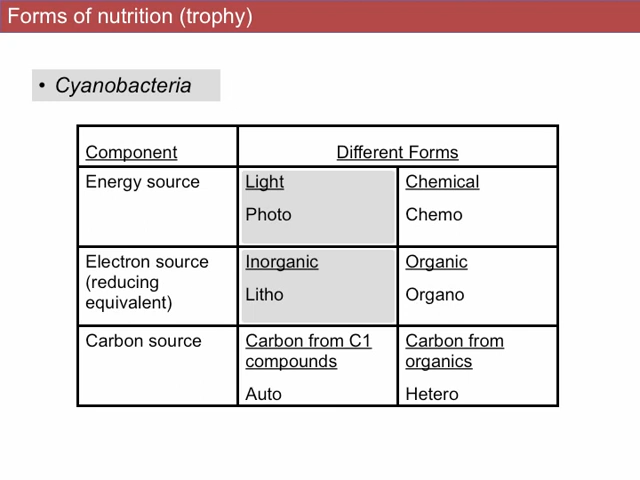 Forms of nutrition (trophy)
• Cyanobacteria
Component Different Forms
Energy source Light Chemical
Photo Chemo
Electron source Inorganic Organic
(reducing
equivalent) Litho Organo
Carbon source Carbon from C1 Carbon from
compounds organics
Auto Hetero